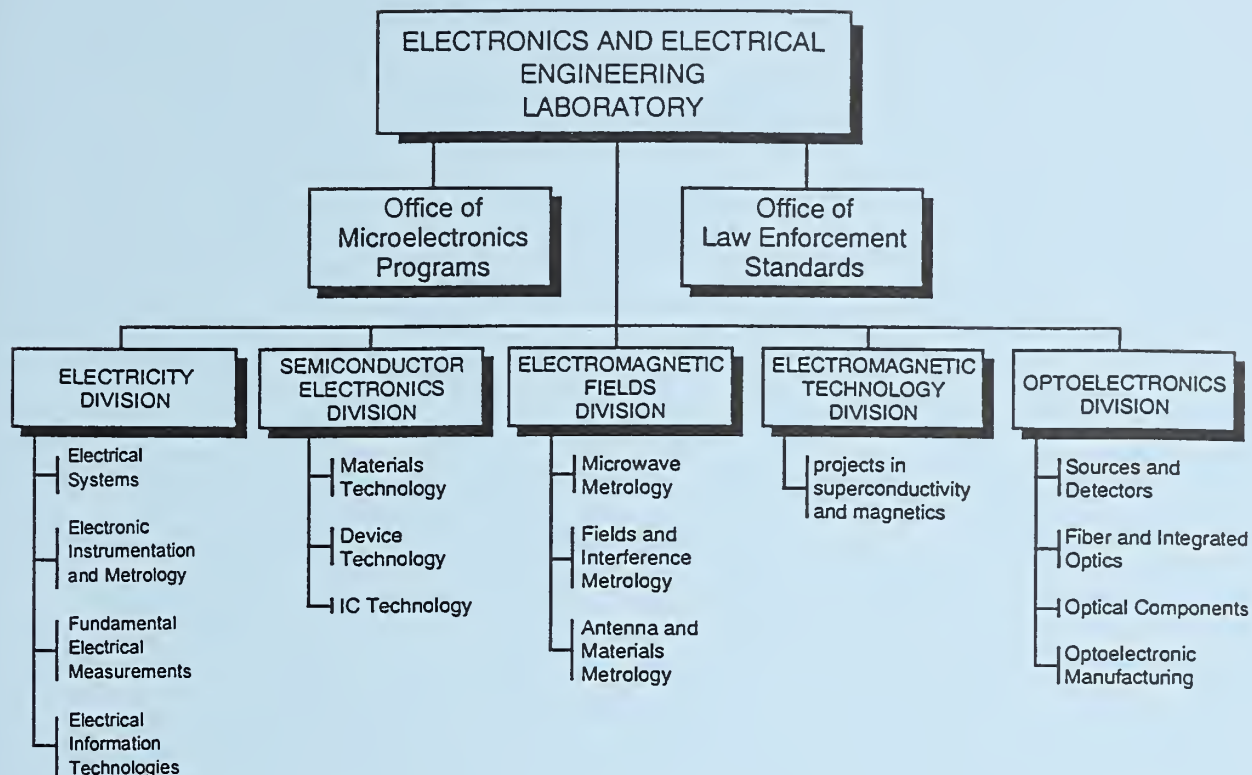 ELECTRONICS AND ELECTRICAL
ENGINEERING
LABORATORY
Office of
Microelectronics
Programs
Office of
Law Enforcement
Standards
ELECTRICITY
DIVISION
Electrical
Systems
Electronic
Instrumentation
and Metrology
Fundamental
Electrical
Measurements
Electrical
Information
Technologies
SEMICONDUCTOR
ELECTRONICS
DIVISION
Materials
Technology
Device
Technology
IC Technology
ELECTROMAGNETIC
FIELDS
DIVISION
Microwave
Metrology
Fields and
Interference
Metrology
Antenna and
Materials
Metrology
ELECTROMAGNETIC
TECHNOLOGY
DIVISION
projects in
superconductivity
and magnetics
OPTOELECTRONICS
DIVISION
Sources and
Detectors
Fiber and Integrated
Optics
Optical Components
Optoelectronic
Manufacturing